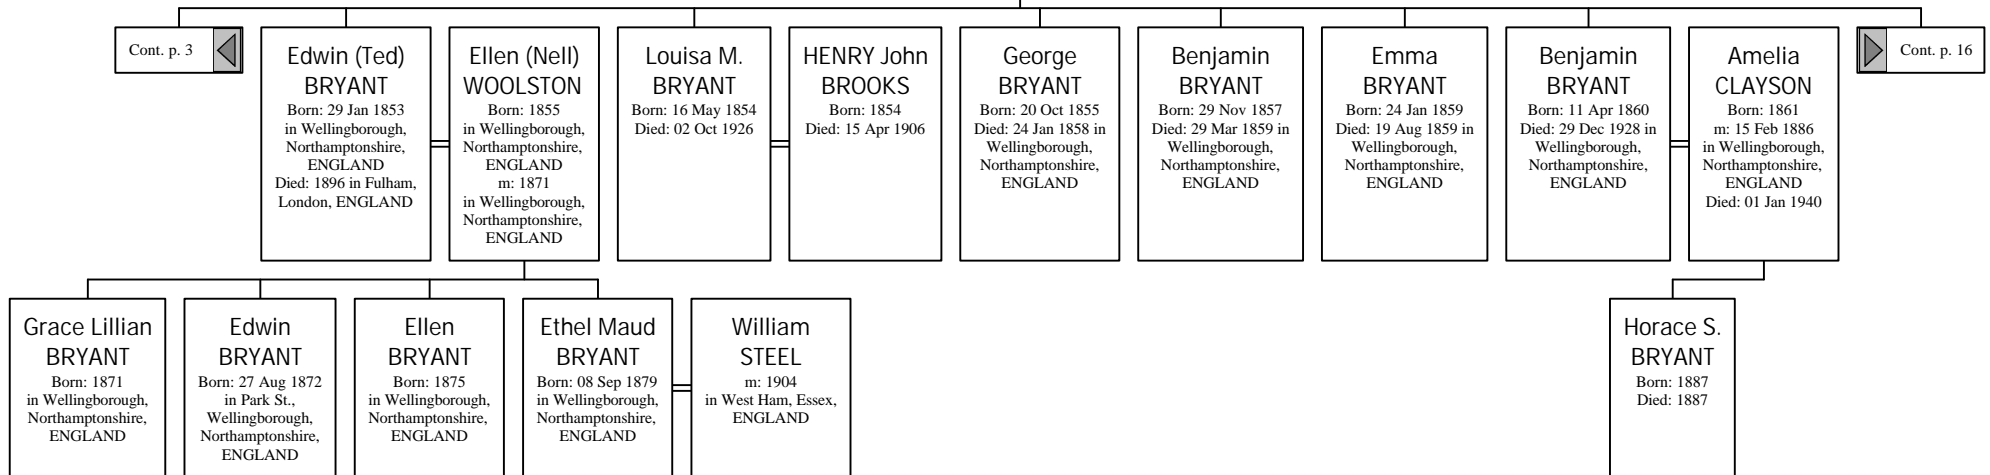 Cont. p. 3
Edwin (Ted)
BRYANT
Born: 29 Jan 1853
in Wellingborough,
Northamptonshire,
ENGLAND
Died: 1896 in Fulham,
London, ENGLAND
Ellen (Nell)
WOOLSTON
Born: 1855
in Wellingborough,
Northamptonshire,
ENGLAND
m: 1871
in Wellingborough,
Northamptonshire,
ENGLAND
Louisa M.
BRYANT
Born: 16 May 1854
Died: 02 Oct 1926
HENRY John
BROOKS
Born: 1854
Died: 15 Apr 1906
George
BRYANT
Born: 20 Oct 1855
Died: 24 Jan 1858 in
Wellingborough,
Northamptonshire,
ENGLAND
Benjamin
BRYANT
Born: 29 Nov 1857
Died: 29 Mar 1859 in
Wellingborough,
Northamptonshire,
ENGLAND
Emma
BRYANT
Born: 24 Jan 1859
Died: 19 Aug 1859 in
Wellingborough,
Northamptonshire,
ENGLAND
Benjamin
BRYANT
Born: 11 Apr 1860
Died: 29 Dec 1928 in
Wellingborough,
Northamptonshire,
ENGLAND
Amelia
CLAYSON
Born: 1861
m: 15 Feb 1886
in Wellingborough,
Northamptonshire,
ENGLAND
Died: 01 Jan 1940
Cont. p. 16
Grace Lillian
BRYANT
Born: 1871
in Wellingborough,
Northamptonshire,
ENGLAND
Edwin
BRYANT
Born: 27 Aug 1872
in Park St.,
Wellingborough,
Northamptonshire,
ENGLAND
Ellen
BRYANT
Born: 1875
in Wellingborough,
Northamptonshire,
ENGLAND
Ethel Maud
BRYANT
Born: 08 Sep 1879
in Wellingborough,
Northamptonshire,
ENGLAND
William
STEEL
m: 1904
in West Ham, Essex,
ENGLAND
Horace S.
BRYANT
Born: 1887
Died: 1887